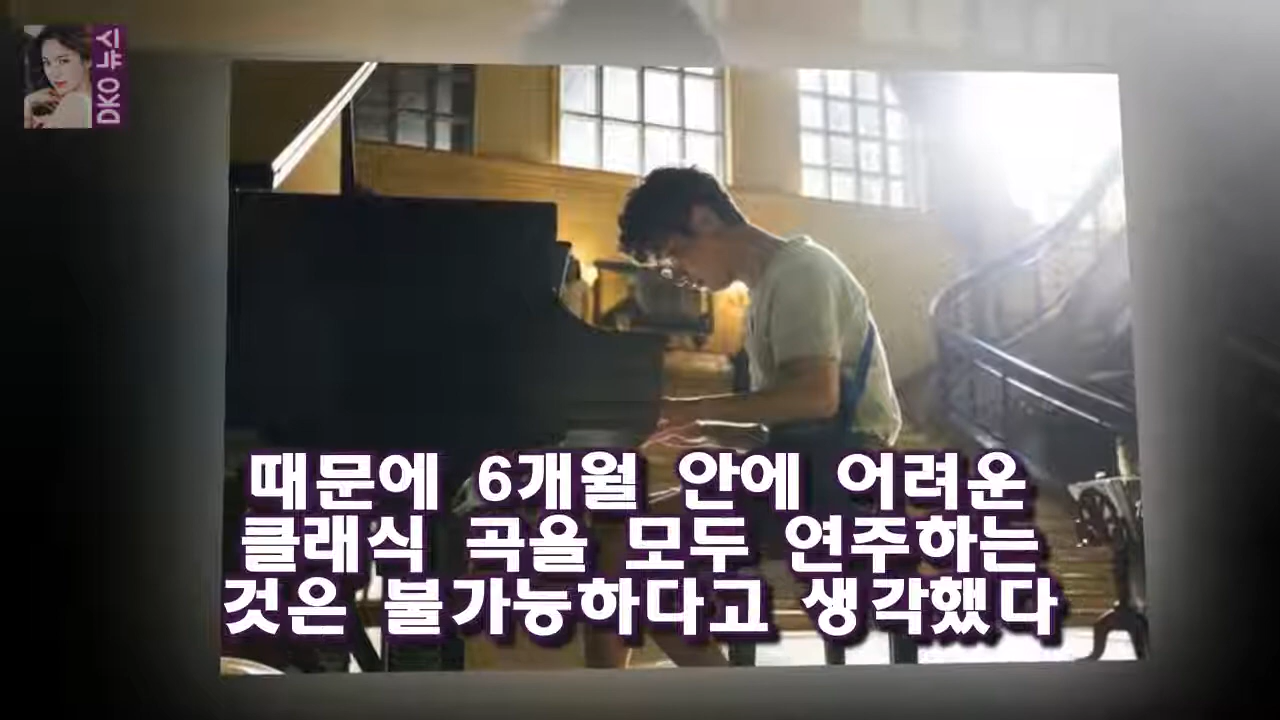 DKO 뉴스
때문에 6개월 안에 어려운
클래식 곡을 모두 연주하는
것은 불가능하다고 생각했다